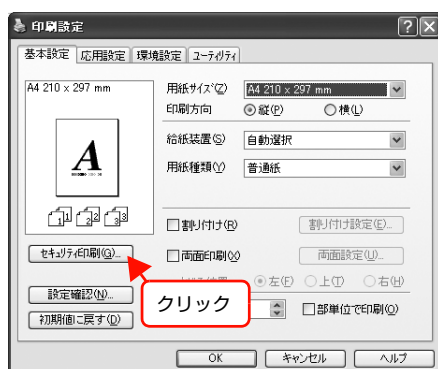 印刷設定
基本設定 応用設定 環境設定 ユーティリティ
A4 210 x 297 mm
用紙サイズ(Z) A4 210 x 297 mm
印刷方向 縦(P) 横(L)
給紙装置(S) 自動選択
用紙種類(Y) 普通紙
A
1 1 2 2 3 3
割り付け(R) 割り付け設定(E)...
セキュリティ印刷(G)...
両面印刷(X) 両面設定(U)...
左(F) 上(T) 右(H)
クリック
設定確認(N)...
部単位で印刷(O)
初期値に戻す(D)
OK キャンセル ヘルプ